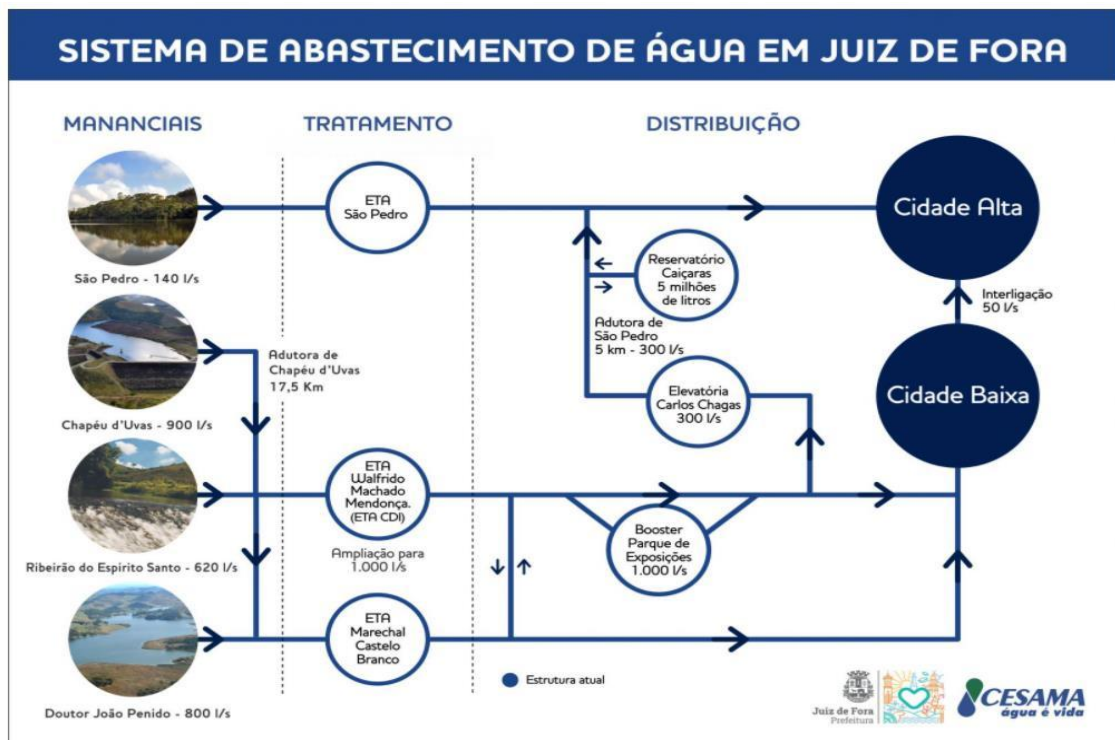 SISTEMA DE ABASTECIMENTO DE ÁGUA EM JUIZ DE FORA
MANANCIAIS
TRATAMENTO
DISTRIBUIÇÃO
São Pedro - 140 l/s
Chapéu d'Uvas - 900 l/s
Ribeirão do Espírito Santo - 620 l/s
Doutor João Penido - 800 l/s
Adutora de
Chapéu d'Uvas
17,5 Km
ETA
São Pedro
ETA
Walfrido
Machado
Mendonça.
(ETA CDI)
Ampliação para
1.000 l/s
ETA
Marechal
Castelo
Branco
Reservatório
Caiçaras
5 milhões
de litros
Adutora de
São Pedro
5 km - 300 l/s
Elevatória
Carlos Chagas
300 l/s
Booster
Parque de
Exposições
1.000 l/s
Cidade Alta
Interligação
50 l/s
Cidade Baixa
Estrutura atual
Juiz de Fora
Prefeitura
CESAMA
água é vida